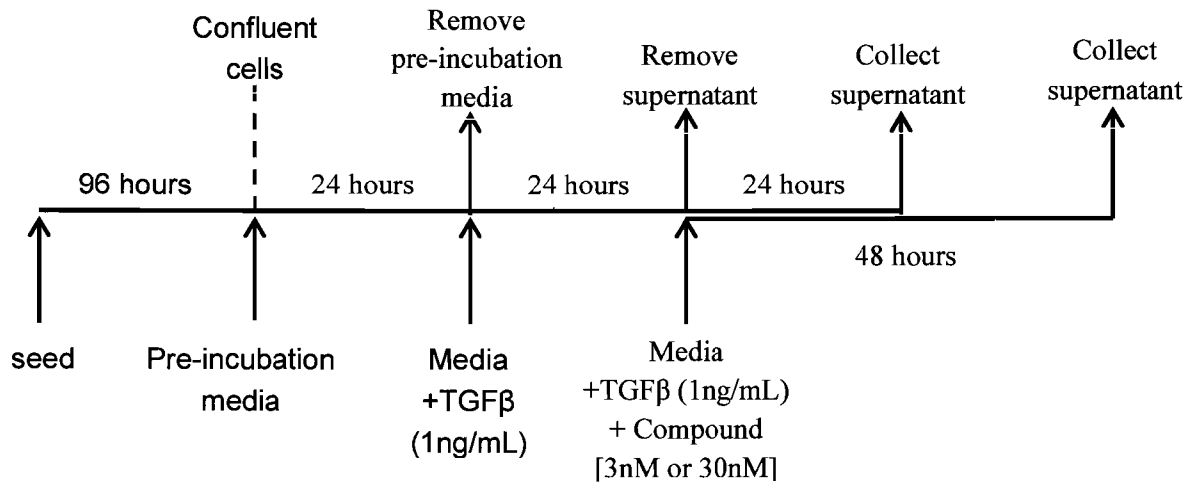 Confluent
cells
Remove
pre-incubation
media
Remove
supernatant
Collect
supernatant
Collect
supernatant
96 hours
24 hours
24 hours
24 hours
48 hours
seed
Pre-incubation
media
Media
+TGFβ
(1ng/mL)
Media
+TGFβ (1ng/mL)
+ Compound
[3nM or 30nM]